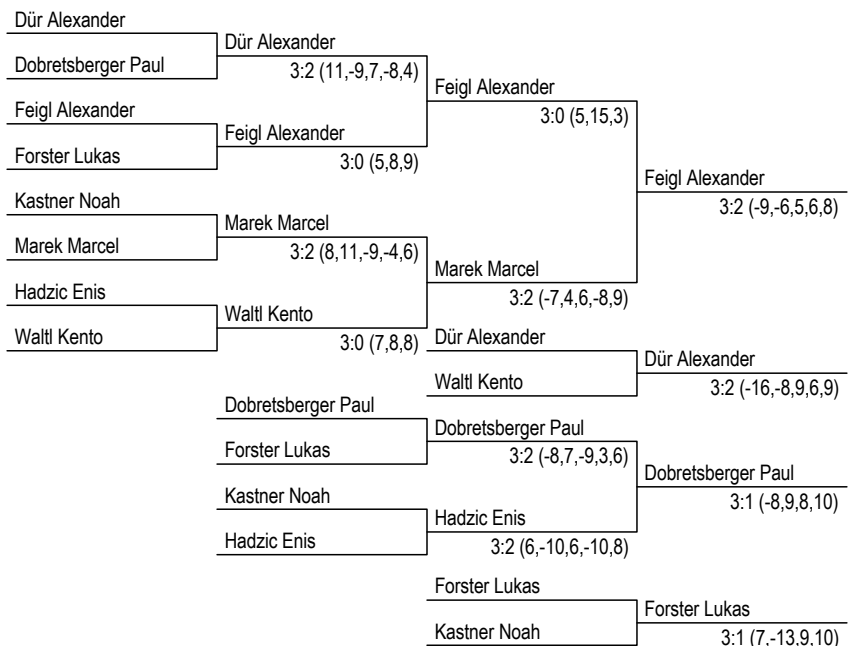 Dür Alexander
Dür Alexander
Dobretsberger Paul
3:2 (11,-9,7,-8,4)
Feigl Alexander
Feigl Alexander
3:0 (5,15,3)
Feigl Alexander
Forster Lukas
3:0 (5,8,9)
Feigl Alexander
Kastner Noah
3:2 (-9,-6,5,6,8)
Marek Marcel
Marek Marcel
3:2 (8,11,-9,-4,6)
Marek Marcel
Hadzic Enis
3:2 (-7,4,6,-8,9)
Waltl Kento
Waltl Kento
3:0 (7,8,8)
Dür Alexander
Dür Alexander
Waltl Kento
3:2 (-16,-8,9,6,9)
Dobretsberger Paul
Dobretsberger Paul
Forster Lukas
3:2 (-8,7,-9,3,6)
Dobretsberger Paul
Kastner Noah
3:1 (-8,9,8,10)
Hadzic Enis
Hadzic Enis
3:2 (6,-10,6,-10,8)
Forster Lukas
Forster Lukas
Kastner Noah
3:1 (7,-13,9,10)